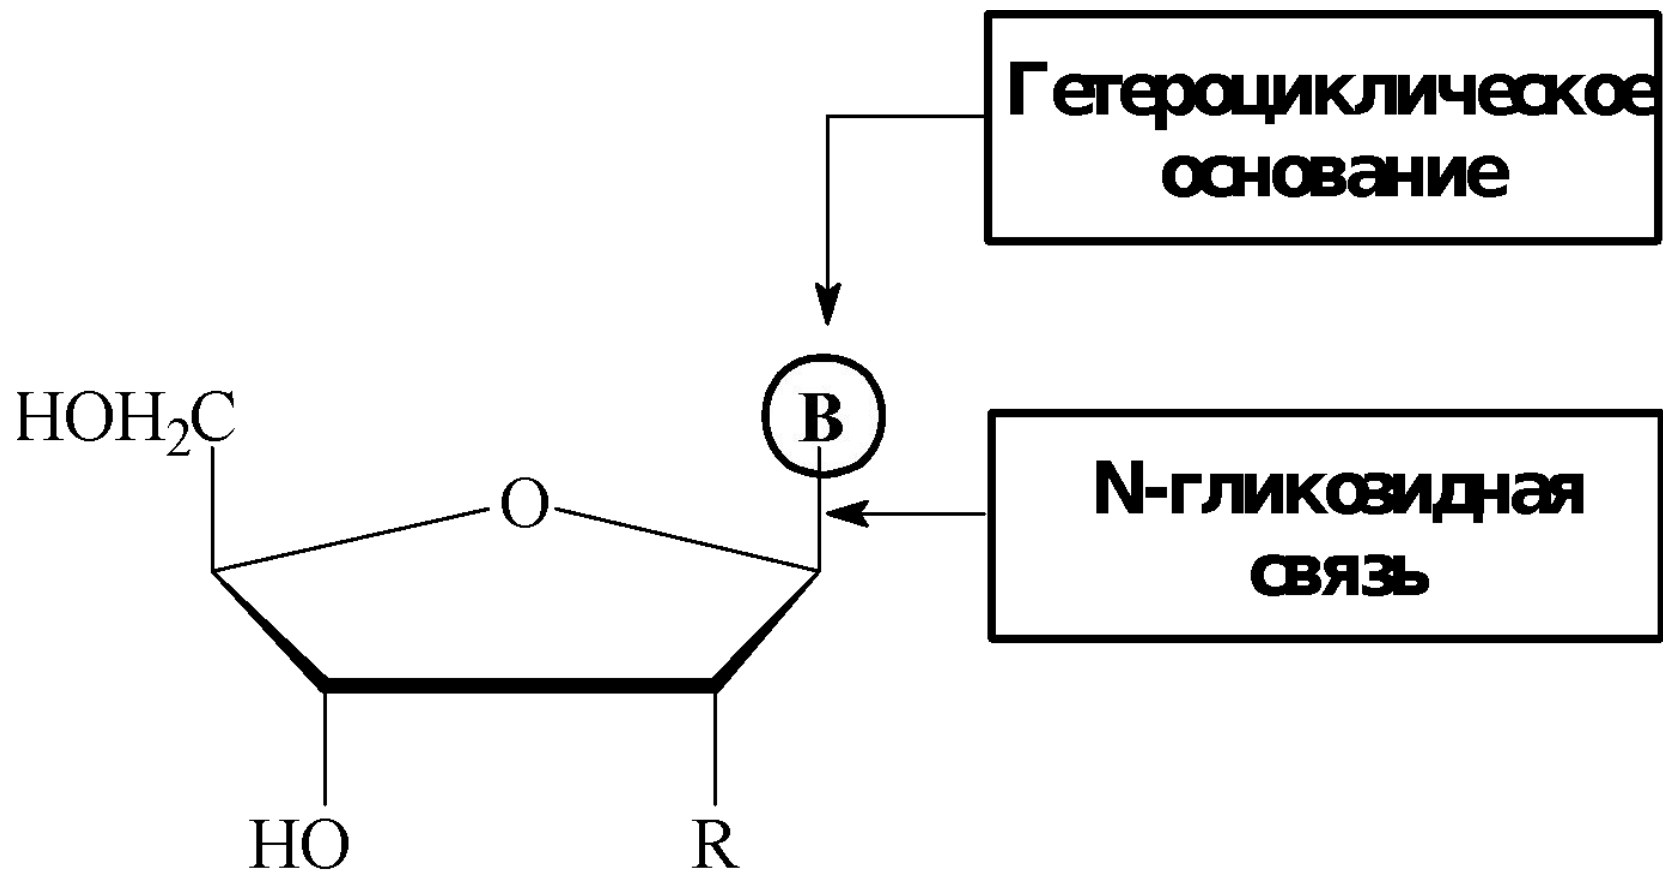 Гетероциклическое
основание
HOH₂C
B
O
N-гликозидная
связь
HO
R